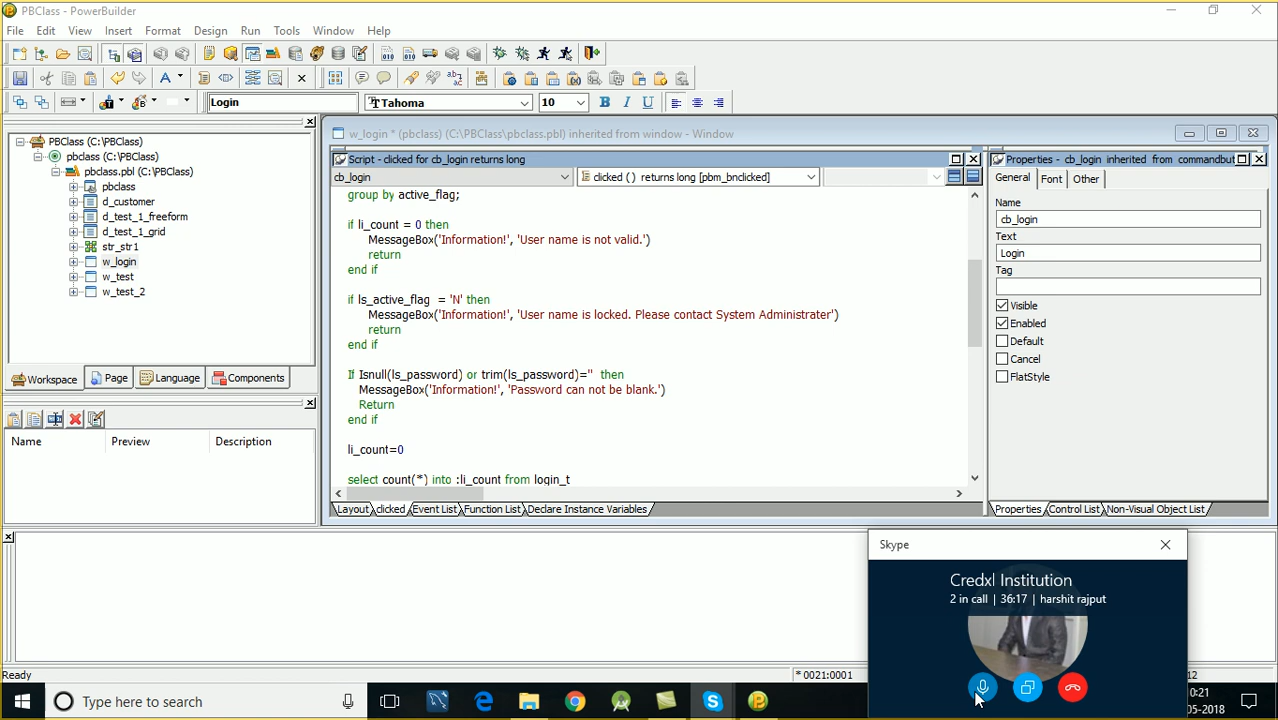 PBClass - PowerBuilder
File Edit View Insert Format Design Run Tools Window Help
Login Tahoma 10 B I U
PBClass (C:\PBClass)
pbclass (C:\PBClass)
pbclass.pbl (C:\PBClass)
pbclass
d_customer
d_test_1_freeform
d_test_1_grid
str_str1
w_login
w_test
w_test_2
Workspace Page Language Components
Name Preview Description
w_login * (pbclass) (C:\PBClass\pbclass.pbl) inherited from window - Window
Script - clicked for cb_login returns long
cb_login clicked ( ) returns long [pbm_bnclicked]
group by active_flag;
if li_count = 0 then
MessageBox('Information!', 'User name is not valid.')
return
end if
if ls_active_flag = 'N' then
MessageBox('Information!', 'User name is locked. Please contact System Administrater')
return
end if
If Isnull(ls_password) or trim(ls_password)='' then
MessageBox('Information!', 'Password can not be blank.')
Return
end if
li_count=0
select count(*) into :li_count from login_t
Layout clicked Event List Function List Declare Instance Variables
Properties - cb_login inherited from commandbut
General Font Other
Name
cb_login
Text
Login
Tag
Visible
Enabled
Default
Cancel
FlatStyle
Properties Control List Non-Visual Object List
Skype
Credxl Institution
2 in call | 36:17 | harshit rajput
Ready *0021:0001
Type here to search